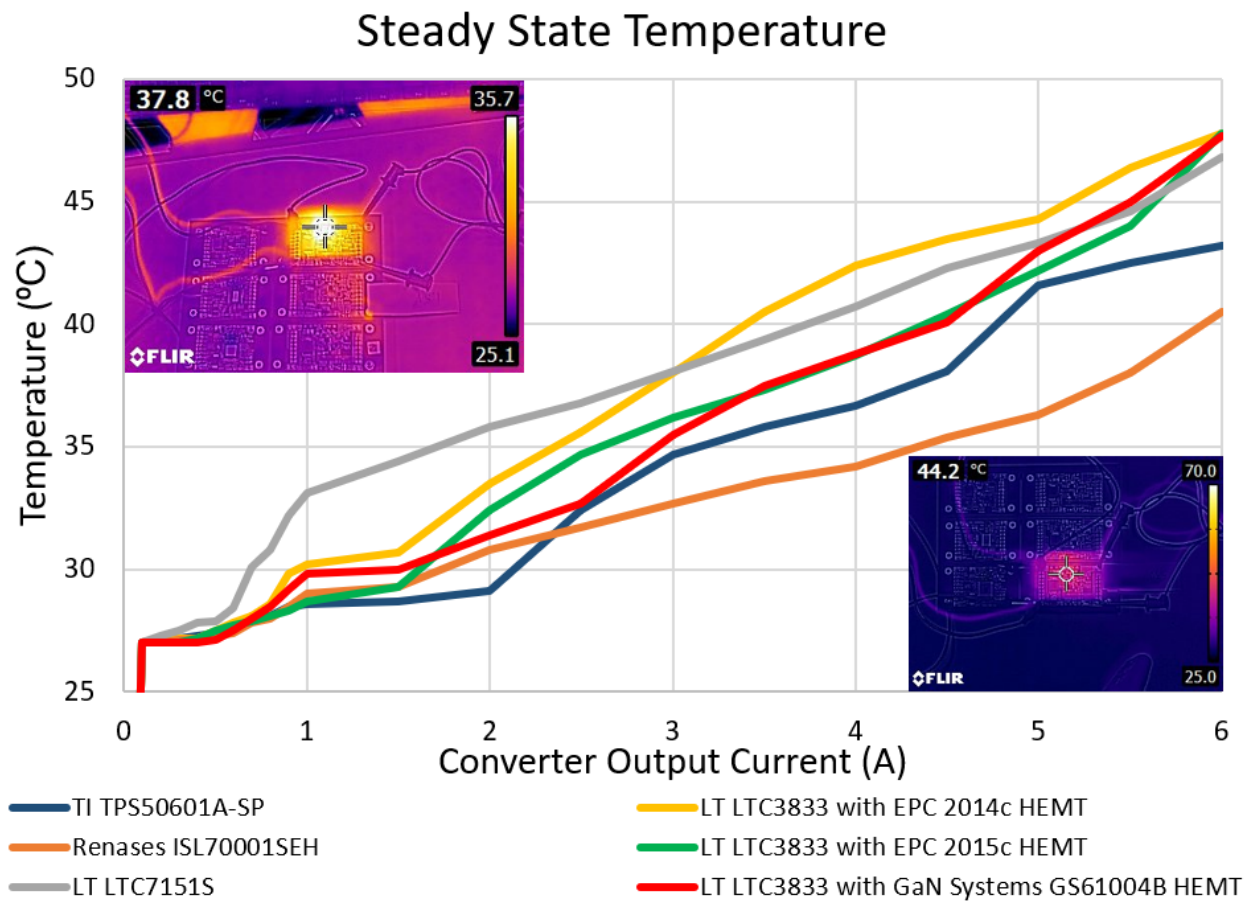 Steady State Temperature
50
45
40
35
30
25
Temperature (ºC)
37.8 °C
35.7
25.1
FLIR
44.2 °C
70.0
25.0
FLIR
0 1 2 3 4 5 6
Converter Output Current (A)
TI TPS50601A-SP
LT LTC3833 with EPC 2014c HEMT
Renases ISL70001SEH
LT LTC3833 with EPC 2015c HEMT
LT LTC7151S
LT LTC3833 with GaN Systems GS61004B HEMT